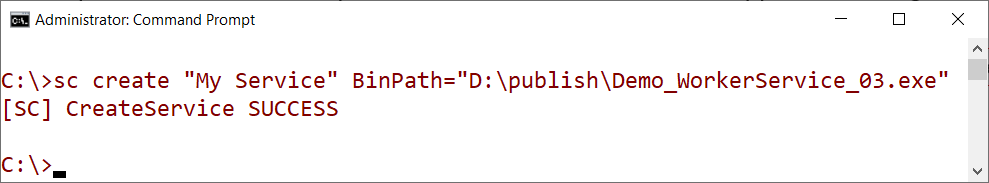 Administrator: Command Prompt
C:\>sc create "My Service" BinPath="D:\publish\Demo_WorkerService_03.exe"
[SC] CreateService SUCCESS
C:\>